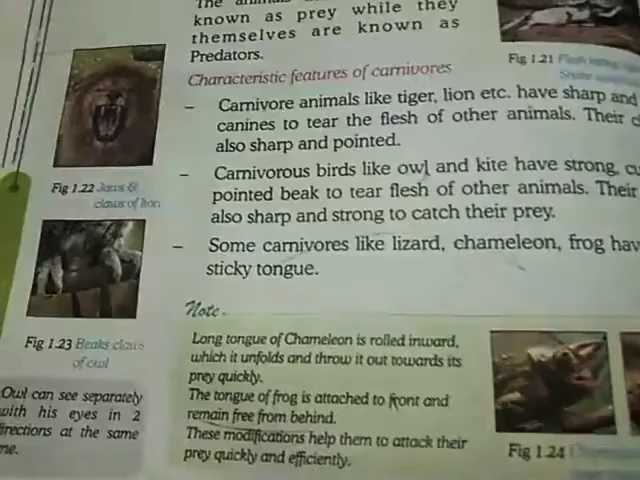 known as prey while they
themselves are known as
Predators.
Fig 1.21
Characteristic features of carnivores
– Carnivore animals like tiger, lion etc. have sharp and
canines to tear the flesh of other animals. Their
also sharp and pointed.
Fig 1.22 Jaws &
claws of lion
– Carnivorous birds like owl and kite have strong,
pointed beak to tear flesh of other animals. Their
also sharp and strong to catch their prey.
– Some carnivores like lizard, chameleon, frog
sticky tongue.
Fig 1.23 Beaks claws
of owl
Note.
Long tongue of Chameleon is rolled inward,
which it unfolds and throw it out towards its
prey quickly.
The tongue of frog is attached to front and
remain free from behind.
These modifications help them to attack their
prey quickly and efficiently.
Owl can see separately
with his eyes in 2
directions at the same
Fig 1.24